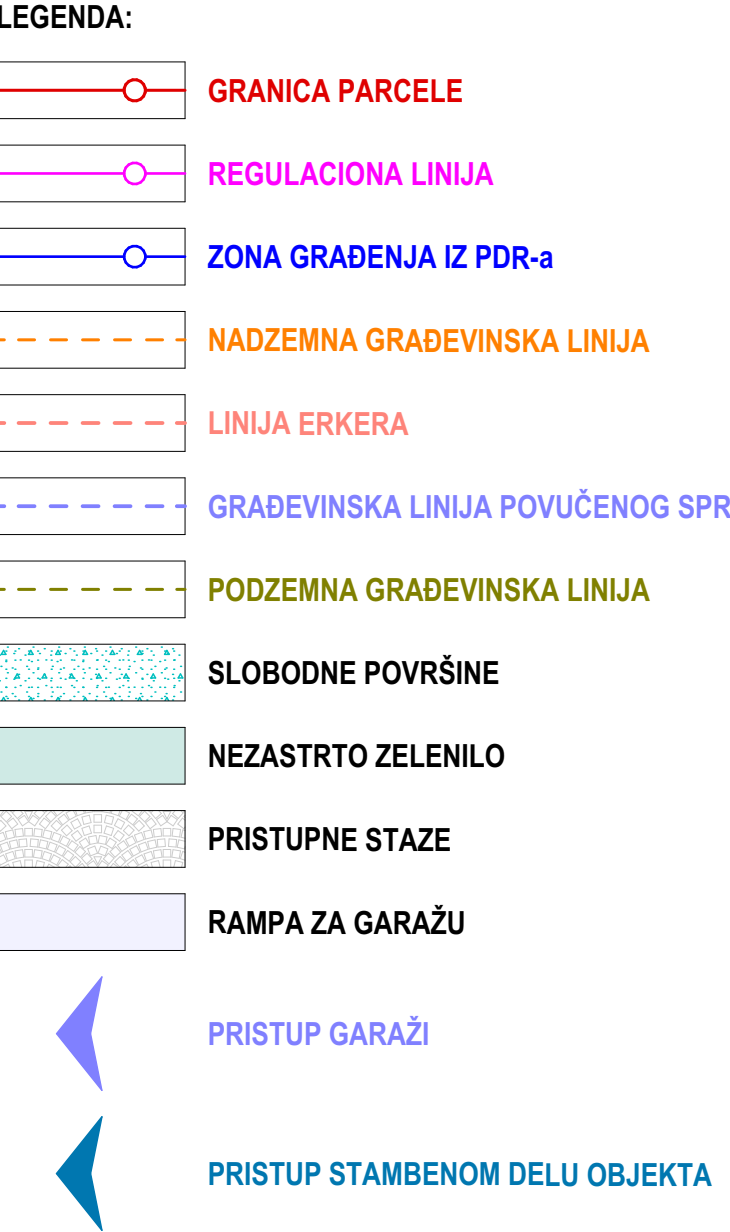 LEGENDA:
GRANICA PARCELE
REGULACIONA LINIJA
ZONA GRAĐENJA IZ PDR-a
NADZEMNA GRAĐEVINSKA LINIJA
LINIJA ERKERA
GRAĐEVINSKA LINIJA POVUČENOG SPR
PODZEMNA GRAĐEVINSKA LINIJA
SLOBODNE POVRŠINE
NEZASTRTO ZELENILO
PRISTUPNE STAZE
RAMPA ZA GARAŽU
PRISTUP GARAŽI
PRISTUP STAMBENOM DELU OBJEKTA